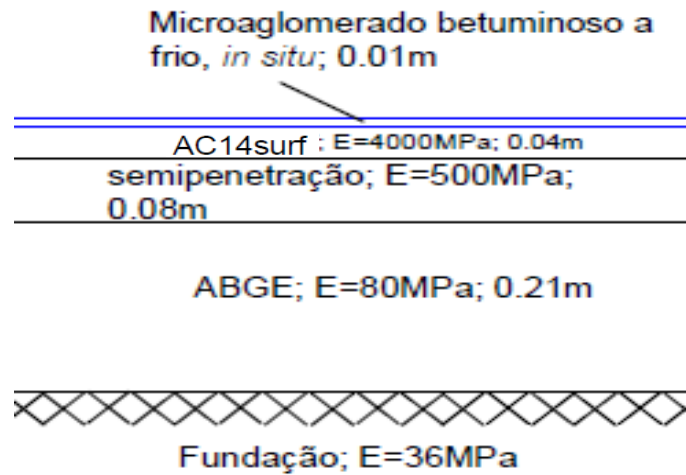 Microaglomerado betuminoso a
frio, in situ; 0.01m
AC14surf ; E=4000MPa; 0.04m
semipenetração; E=500MPa;
0.08m
ABGE; E=80MPa; 0.21m
Fundação; E=36MPa